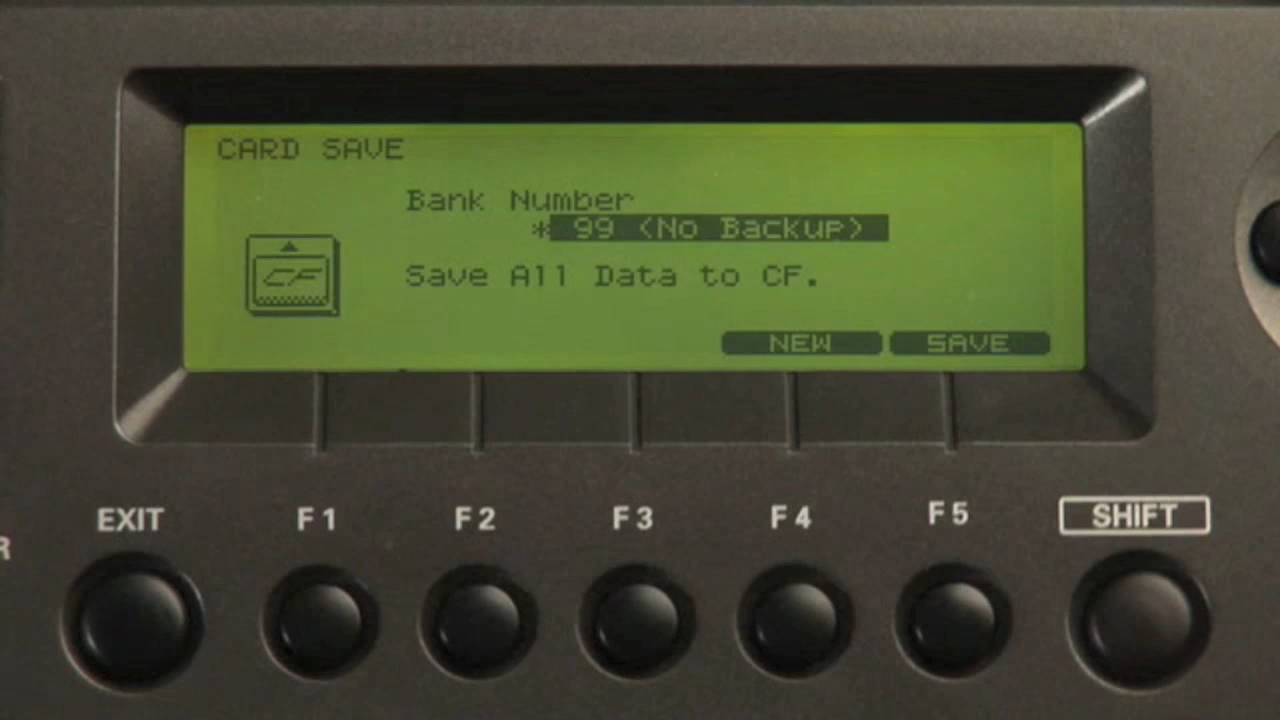 CARD SAVE
Bank Number
* 99 (No Backup)
CF
Save All Data to CF.
NEW SAVE
EXIT F1 F2 F3 F4 F5 SHIFT
R